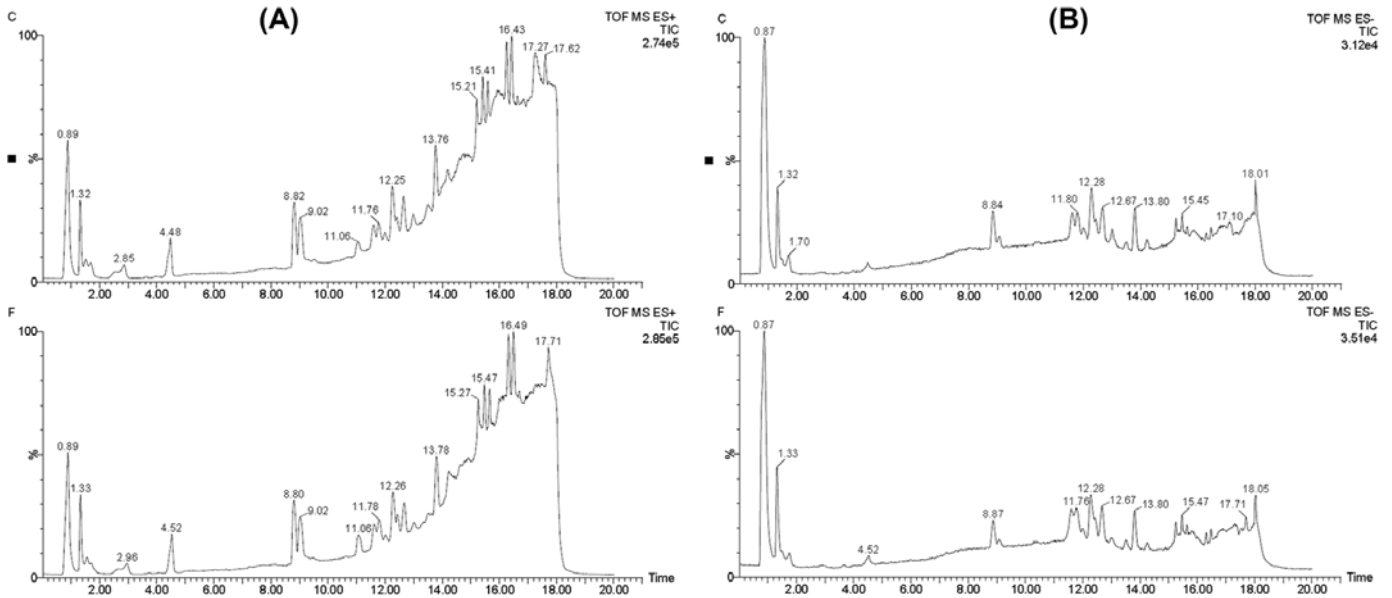 (A)
C
TOF MS ES+
TIC
2.74e5
100
%
0
0.89
1.32
2.85
4.48
8.82
9.02
11.06
11.76
12.25
13.76
15.21
15.41
16.43
17.27
17.62
2.00 4.00 6.00 8.00 10.00 12.00 14.00 16.00 18.00 20.00
F
TOF MS ES+
TIC
2.85e5
100
%
0
0.89
1.33
2.96
4.52
8.80
9.02
11.06
11.78
12.26
13.78
15.27
15.47
16.49
17.71
Time
2.00 4.00 6.00 8.00 10.00 12.00 14.00 16.00 18.00 20.00
(B)
C
TOF MS ES-
TIC
3.12e4
100
%
0
0.87
1.32
1.70
8.84
11.80
12.28
12.67
13.80
15.45
17.10
18.01
2.00 4.00 6.00 8.00 10.00 12.00 14.00 16.00 18.00 20.00
F
TOF MS ES-
TIC
3.51e4
100
%
0
0.87
1.33
4.52
8.87
11.76
12.28
12.67
13.80
15.47
17.71
18.05
Time
2.00 4.00 6.00 8.00 10.00 12.00 14.00 16.00 18.00 20.00